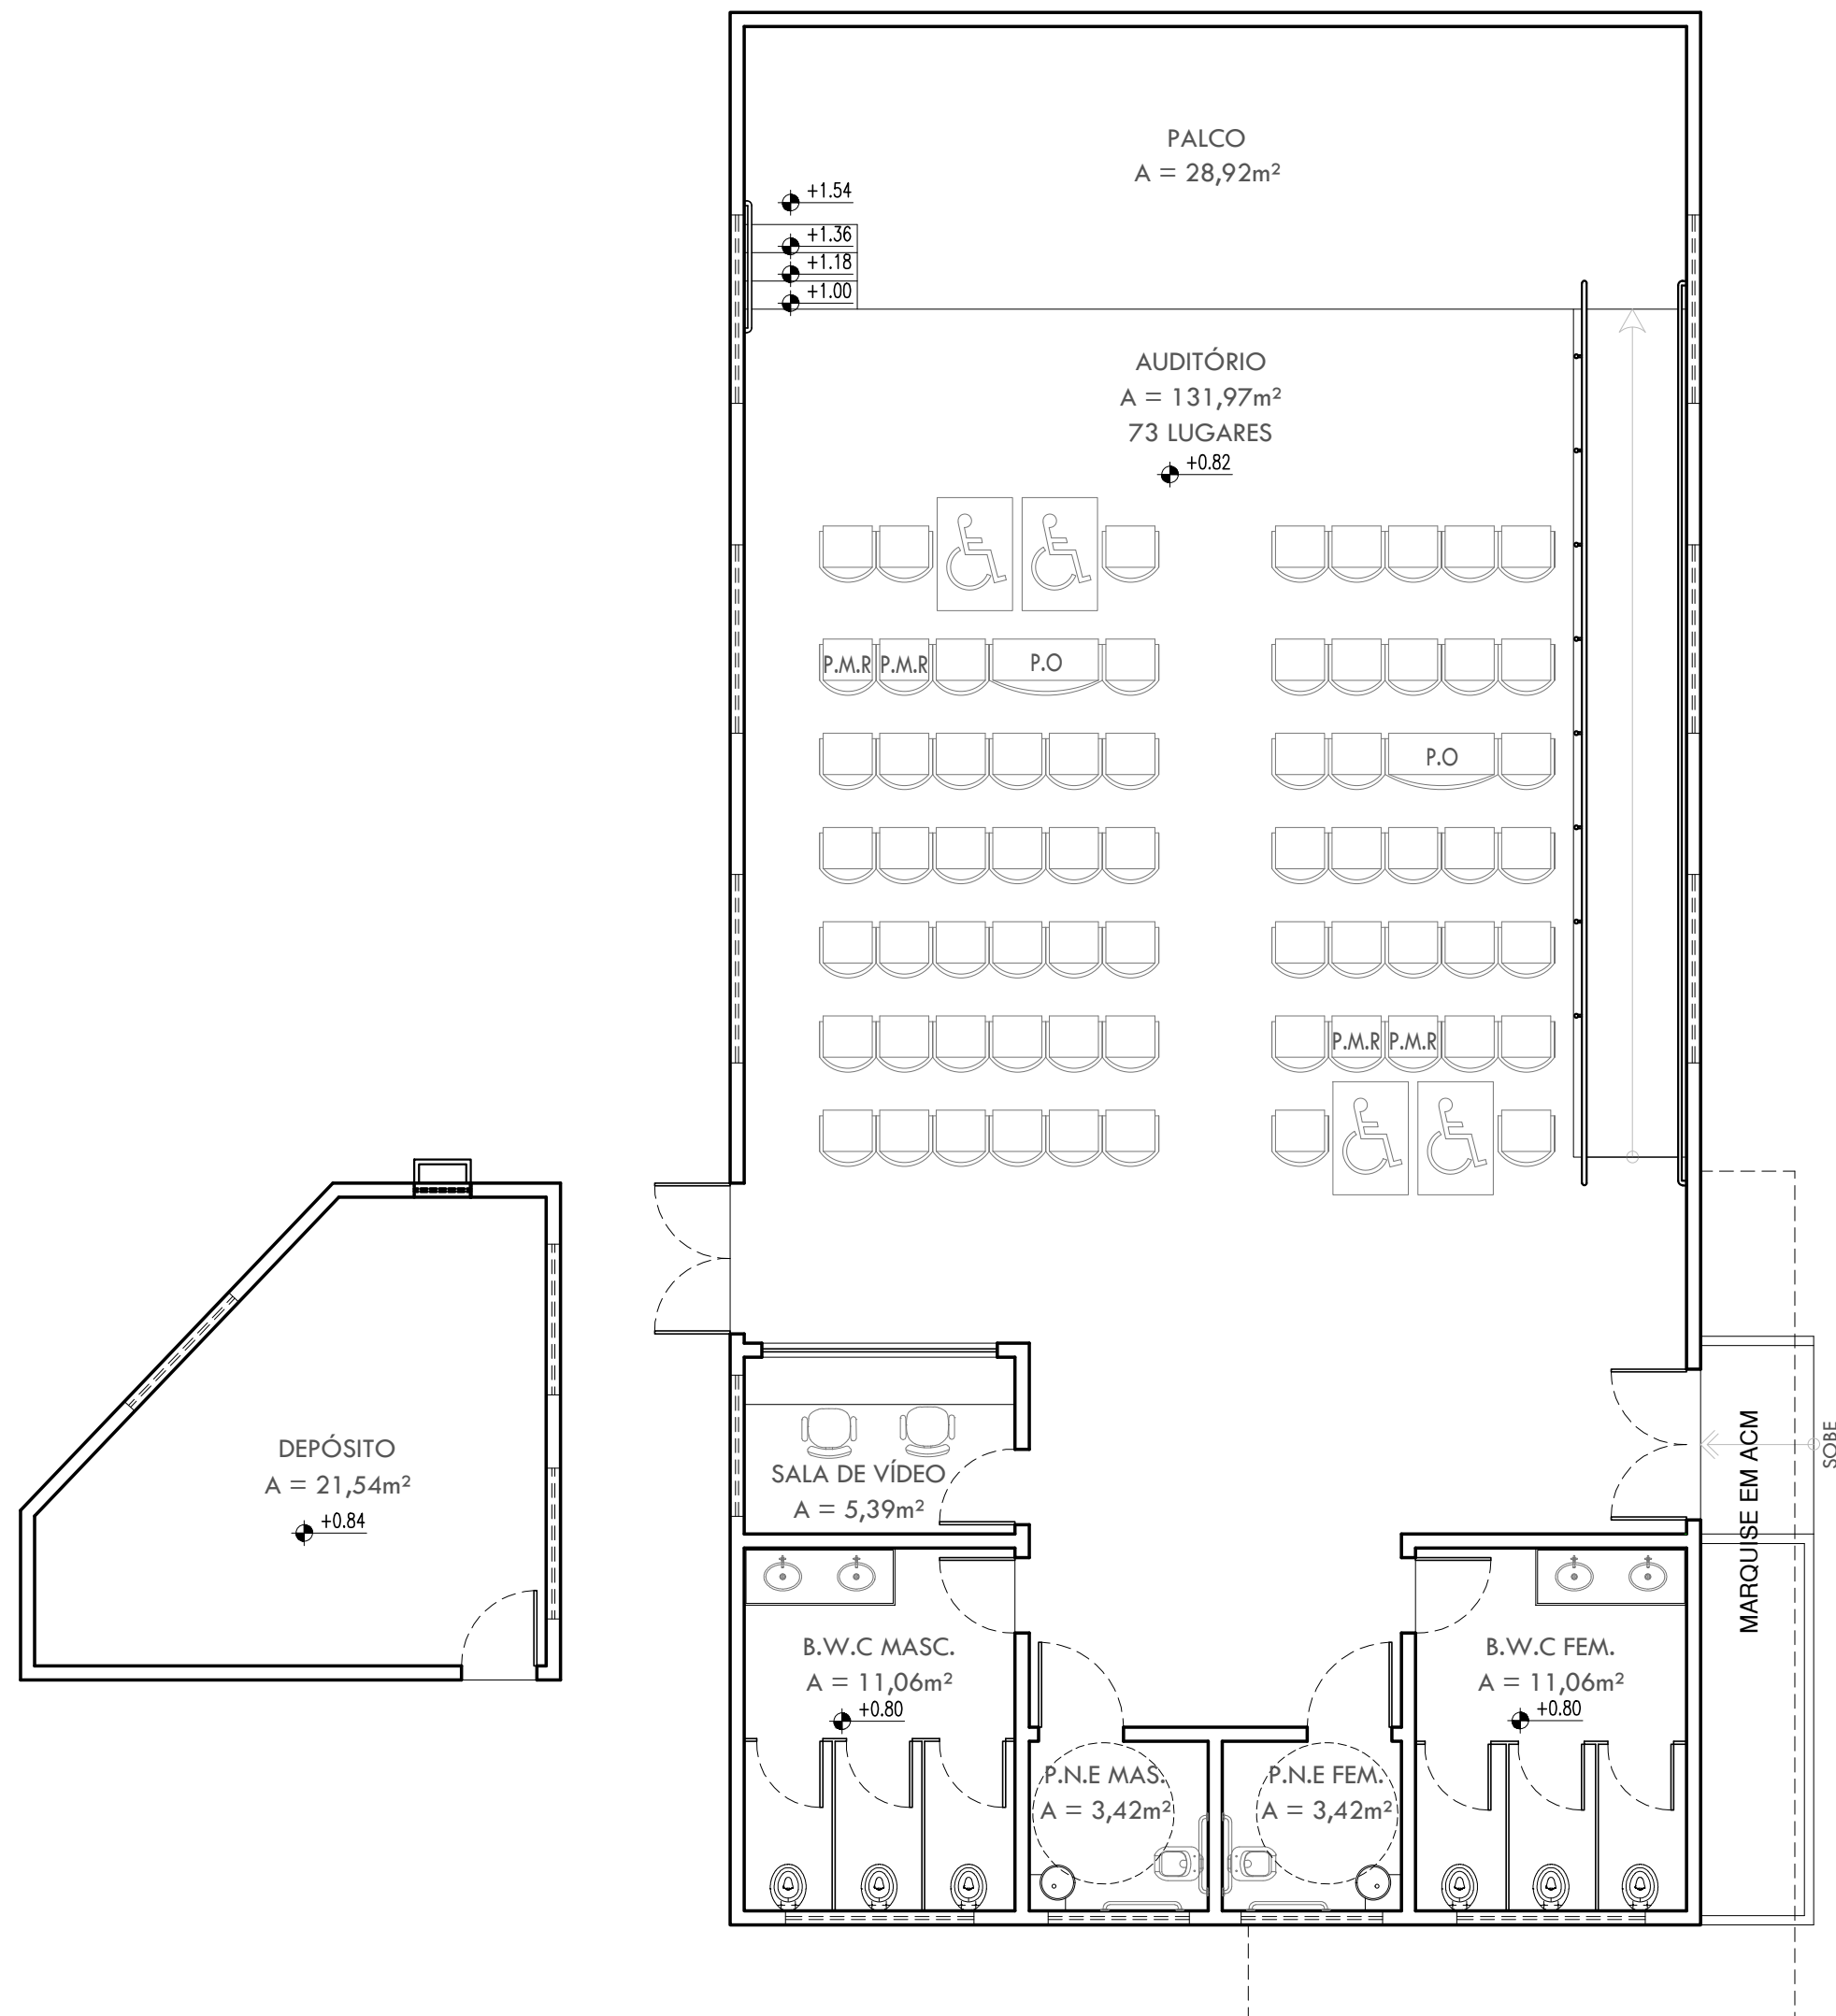 PALCO
A = 28,92m²
+1.54
+1.36
+1.18
+1.00
AUDITÓRIO
A = 131,97m²
73 LUGARES
+0.82
P.M.R P.M.R P.O
P.O
P.M.R P.M.R
DEPÓSITO
A = 21,54m²
+0.84
SALA DE VÍDEO
A = 5,39m²
MARQUISE EM ACM
SOBE
B.W.C MASC.
A = 11,06m²
+0.80
B.W.C FEM.
A = 11,06m²
+0.80
P.N.E MAS.
A = 3,42m²
P.N.E FEM.
A = 3,42m²